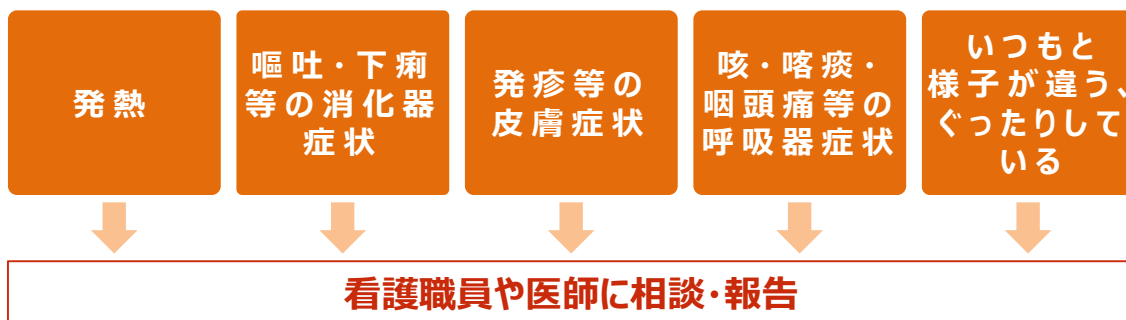 発熱
嘔吐・下痢
等の消化器
症状
発疹等の
皮膚症状
咳・喀痰・
咽頭痛等の
呼吸器症状
いつもと
様子が違う、
ぐったりして
いる
看護職員や医師に相談・報告